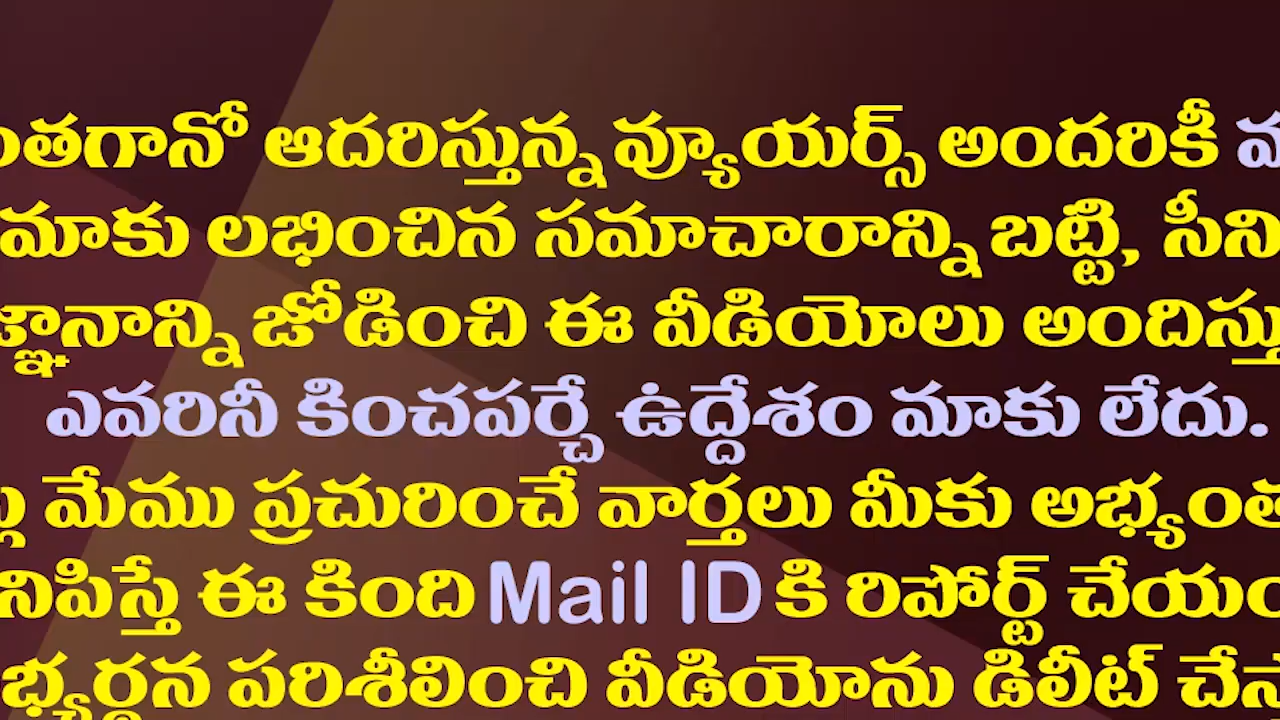 ంతగానో ఆదరిస్తున్న వ్యూయర్స్ అందరికీ
మాకు లభించిన సమాచారాన్ని బట్టి, సీని
జ్ఞానాన్ని జోడించి ఈ వీడియోలు అందిస్తు
ఎవరినీ కించపర్చే ఉద్దేశం మాకు లేదు.
మేము ప్రచురించే వార్తలు మీకు అభ్యంత
నిపిస్తే ఈ కింది Mail ID కి రిపోర్ట్ చేయం
భ్యర్థన పరిశీలించి వీడియోను డిలీట్ చేస